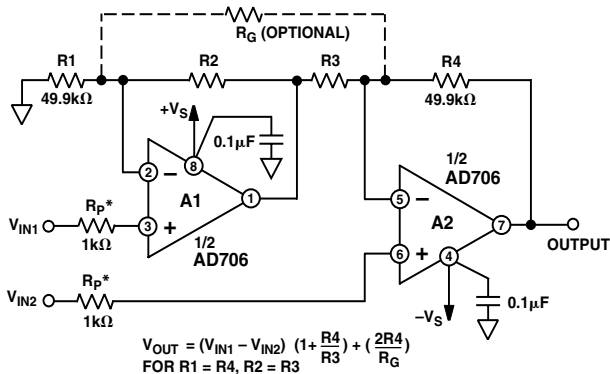 R_G (OPTIONAL)
R1
49.9kΩ
R2
R3
R4
49.9kΩ
+V_S
0.1µF
8
2
−
A1
1
3
+
1/2
AD706
V_IN1
R_P*
1kΩ
V_IN2
R_P*
1kΩ
1/2
AD706
5
−
A2
7
6
+
4
OUTPUT
−V_S
0.1µF
V_OUT = (V_IN1 – V_IN2) (1+ R4/R3) + (2R4/R_G)
FOR R1 = R4, R2 = R3